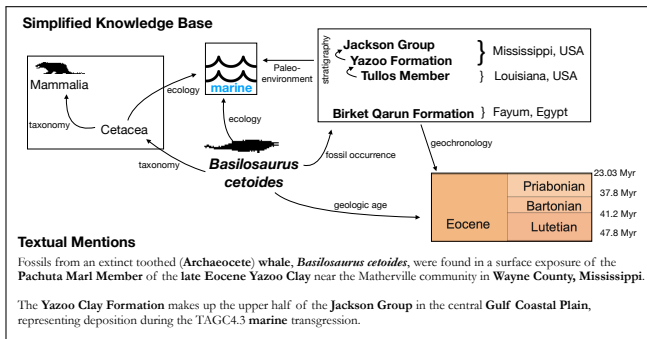 Simplified Knowledge Base
Mammalia
taxonomy
Cetacea
ecology
marine
Paleo-
environment
stratigraphy
Jackson Group
Yazoo Formation
Tullos Member
} Mississippi, USA
} Louisiana, USA
Birket Qarun Formation } Fayum, Egypt
ecology
taxonomy
Basilosaurus
cetoides
fossil occurrence
geochronology
geologic age
Eocene
Priabonian
Bartonian
Lutetian
23.03 Myr
37.8 Myr
41.2 Myr
47.8 Myr
Textual Mentions
Fossils from an extinct toothed (Archaeocete) whale, Basilosaurus cetoides, were found in a surface exposure of the
Pachuta Marl Member of the late Eocene Yazoo Clay near the Matherville community in Wayne County, Mississippi.
The Yazoo Clay Formation makes up the upper half of the Jackson Group in the central Gulf Coastal Plain,
representing deposition during the TAGC4.3 marine transgression.